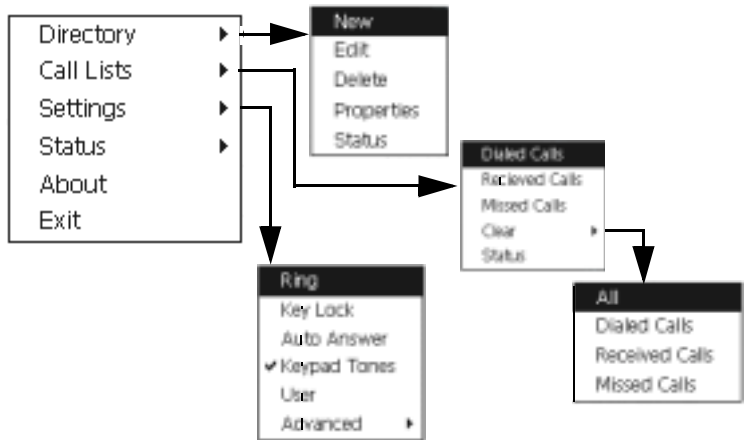 Directory
Call Lists
Settings
Status
About
Exit
New
Edit
Delete
Properties
Status
Dialed Calls
Recieved Calls
Missed Calls
Clear
Status
All
Dialed Calls
Received Calls
Missed Calls
Ring
Key Lock
Auto Answer
Keypad Tones
User
Advanced